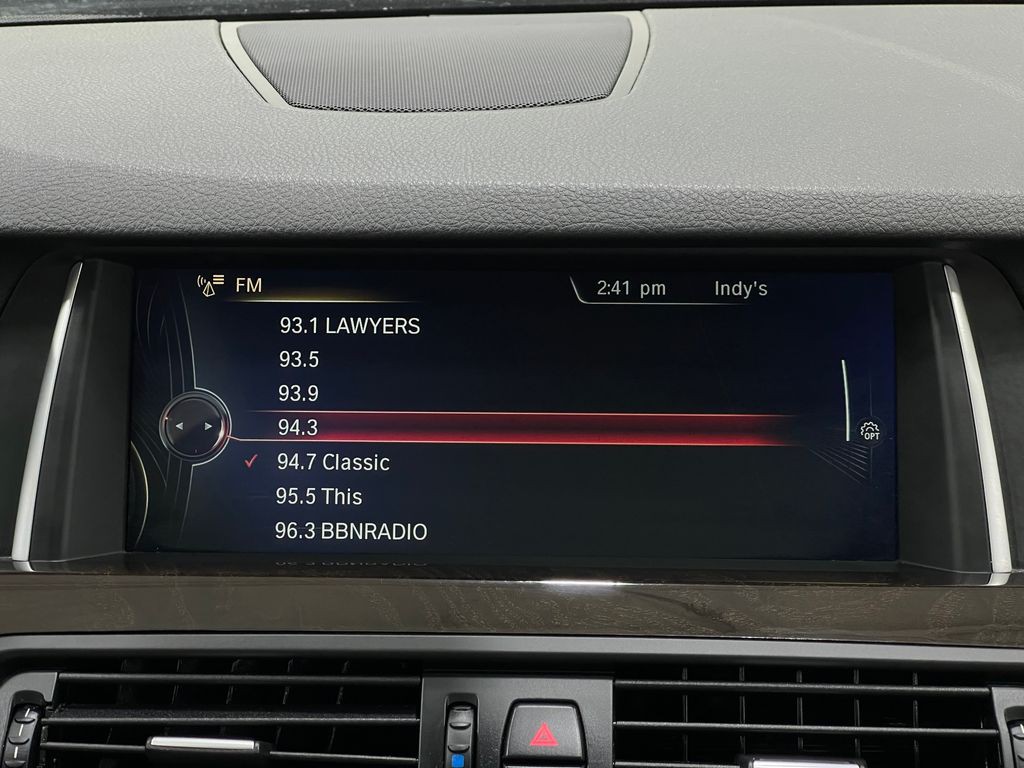 FM
2:41 pm Indy's
93.1 LAWYERS
93.5
93.9
94.3
OPT
✓ 94.7 Classic
95.5 This
96.3 BBNRADIO